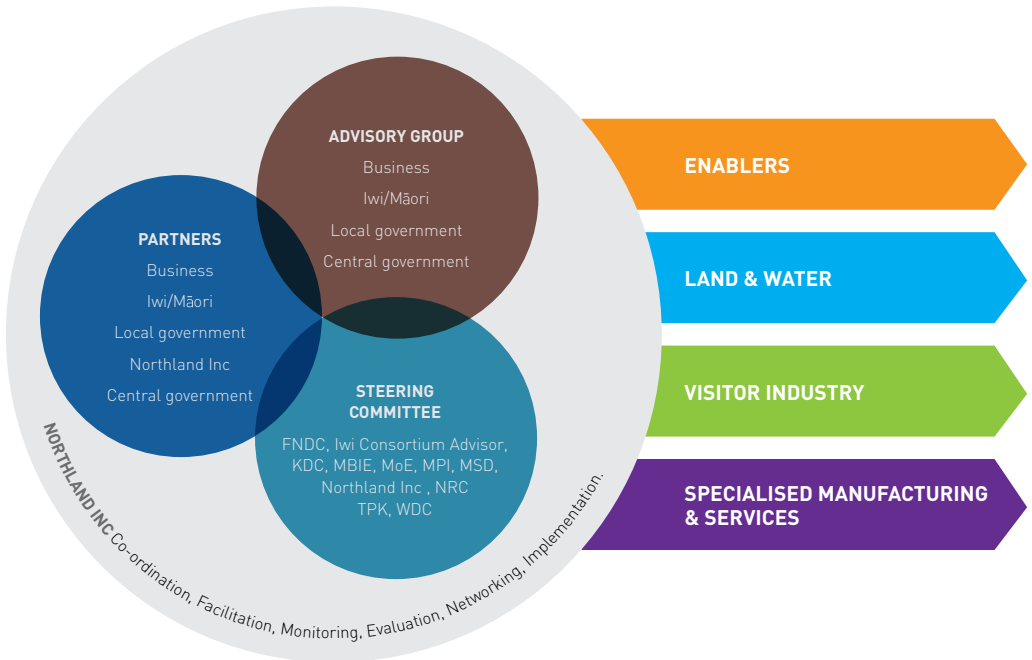 ADVISORY GROUP
Business
Iwi/Māori
Local government
Central government
PARTNERS
Business
Iwi/Māori
Local government
Northland Inc
Central government
STEERING
COMMITTEE
FNDC, Iwi Consortium Advisor,
KDC, MBIE, MoE, MPI, MSD,
Northland Inc , NRC
TPK, WDC
NORTHLAND INC Co-ordination, Facilitation, Monitoring, Evaluation, Networking, Implementation.
ENABLERS
LAND & WATER
VISITOR INDUSTRY
SPECIALISED MANUFACTURING
& SERVICES